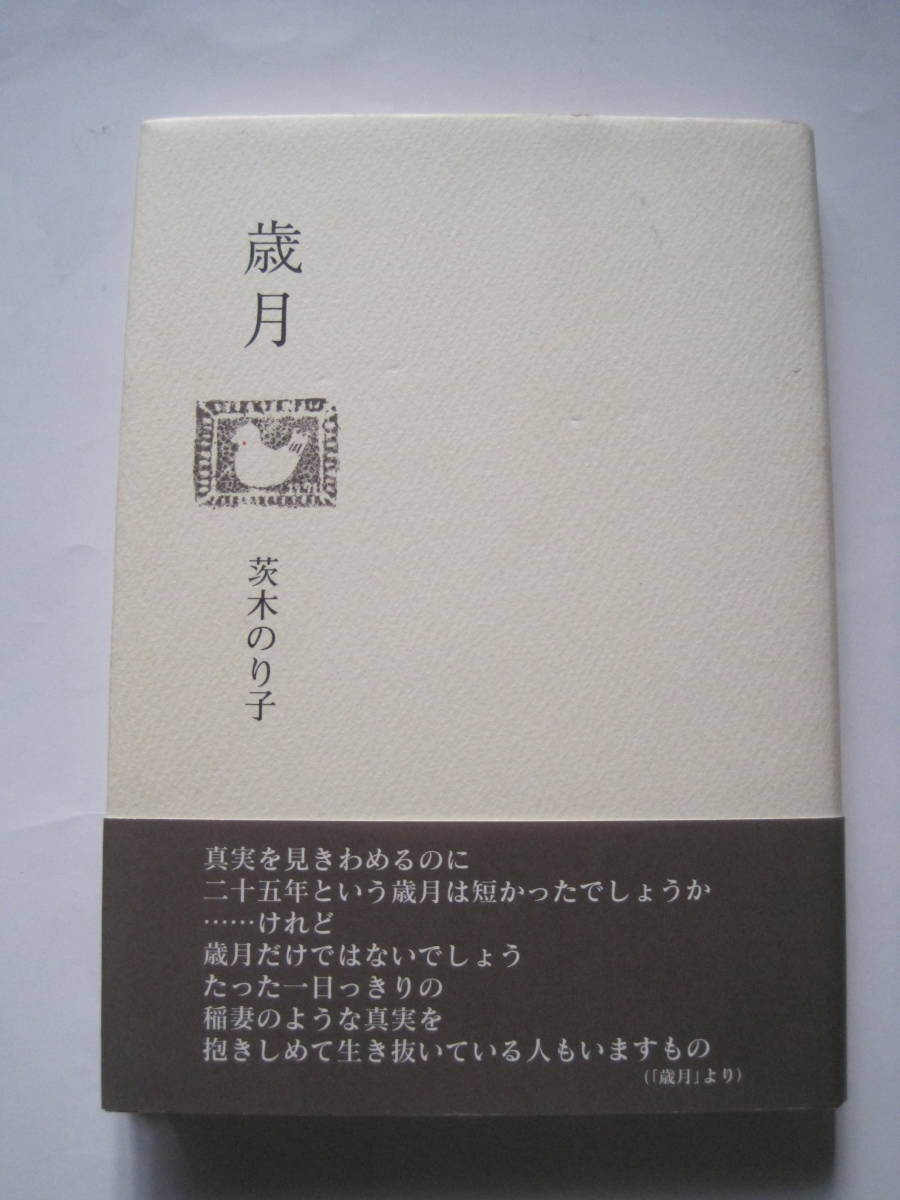 歳月
茨木のり子
真実を見きわめるのに
二十五年という歳月は短かったでしょうか
……けれど
歳月だけではないでしょう
たった一日っきりの
稲妻のような真実を
抱きしめて生き抜いている人もいますもの
(「歳月」より)